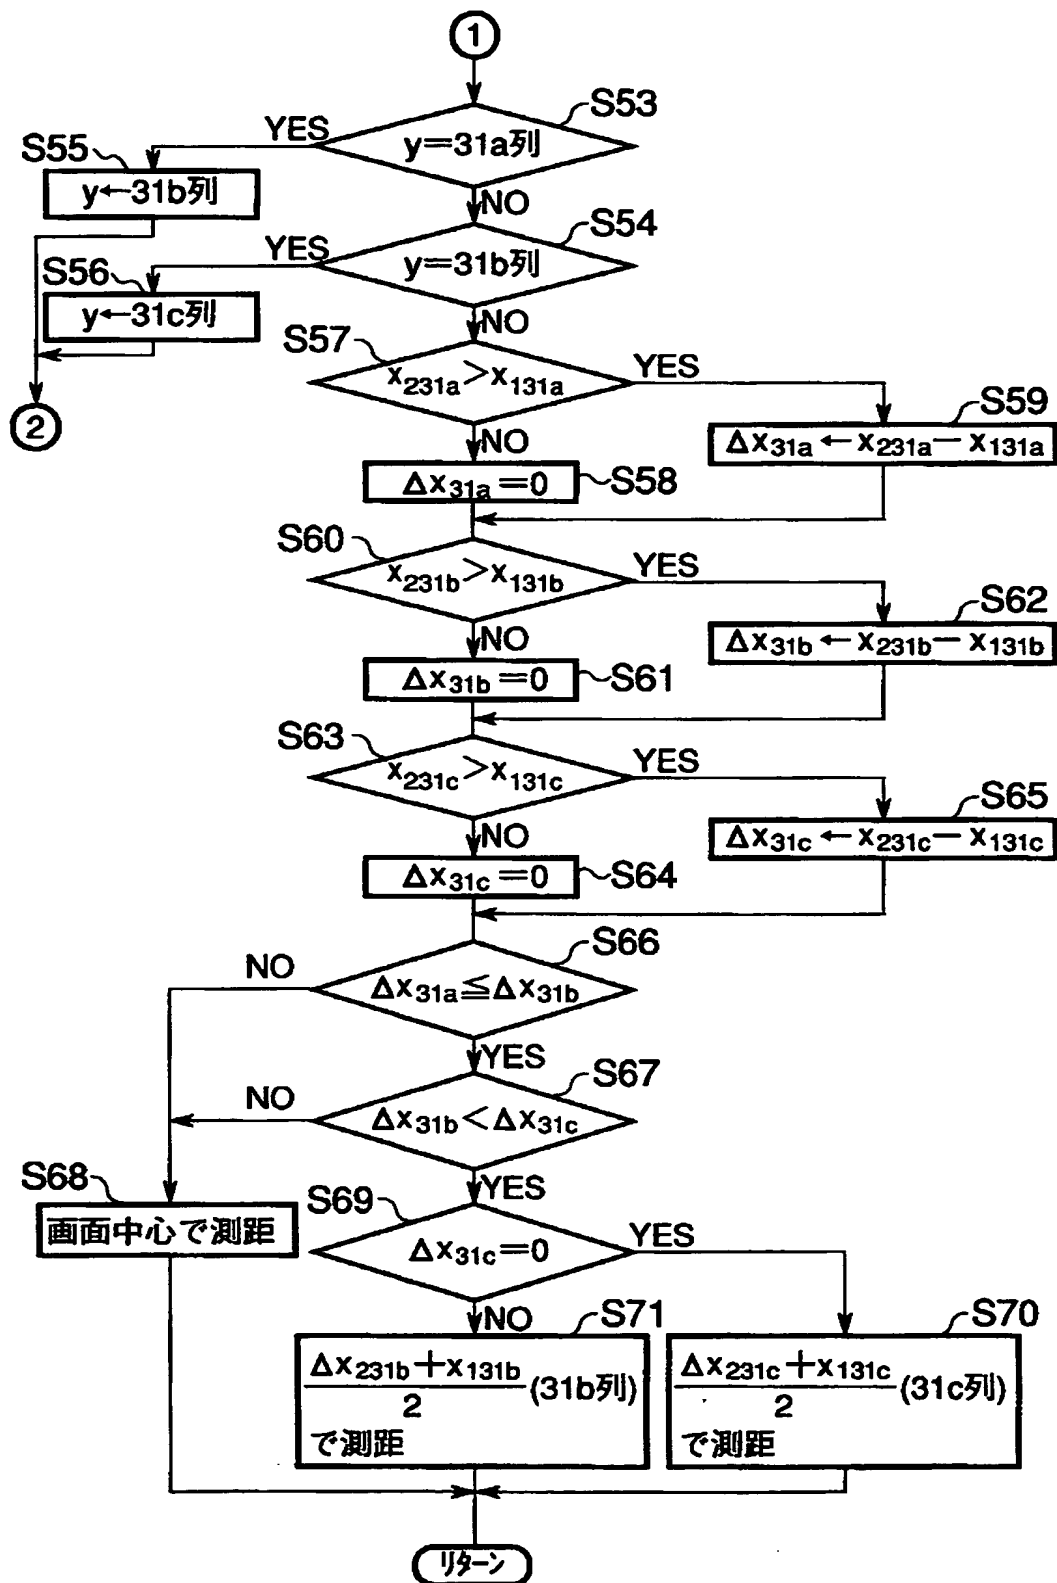 1
S53
YES
y=31a列
S55
y←31b列
NO
S54
YES
y=31b列
S56
y←31c列
NO
2
S57
x231a>x131a
YES
S59
Δx31a←x231a−x131a
NO
Δx31a=0
S58
S60
x231b>x131b
YES
S62
Δx31b←x231b−x131b
NO
Δx31b=0
S61
S63
x231c>x131c
YES
S65
Δx31c←x231c−x131c
NO
Δx31c=0
S64
S66
NO
Δx31a≦Δx31b
YES
S67
NO
Δx31b<Δx31c
YES
S68
画面中心で測距
S69
Δx31c=0
YES
NO
S71
Δx231b+x131b
2
(31b列)
で測距
S70
Δx231c+x131c
2
(31c列)
で測距
リターン